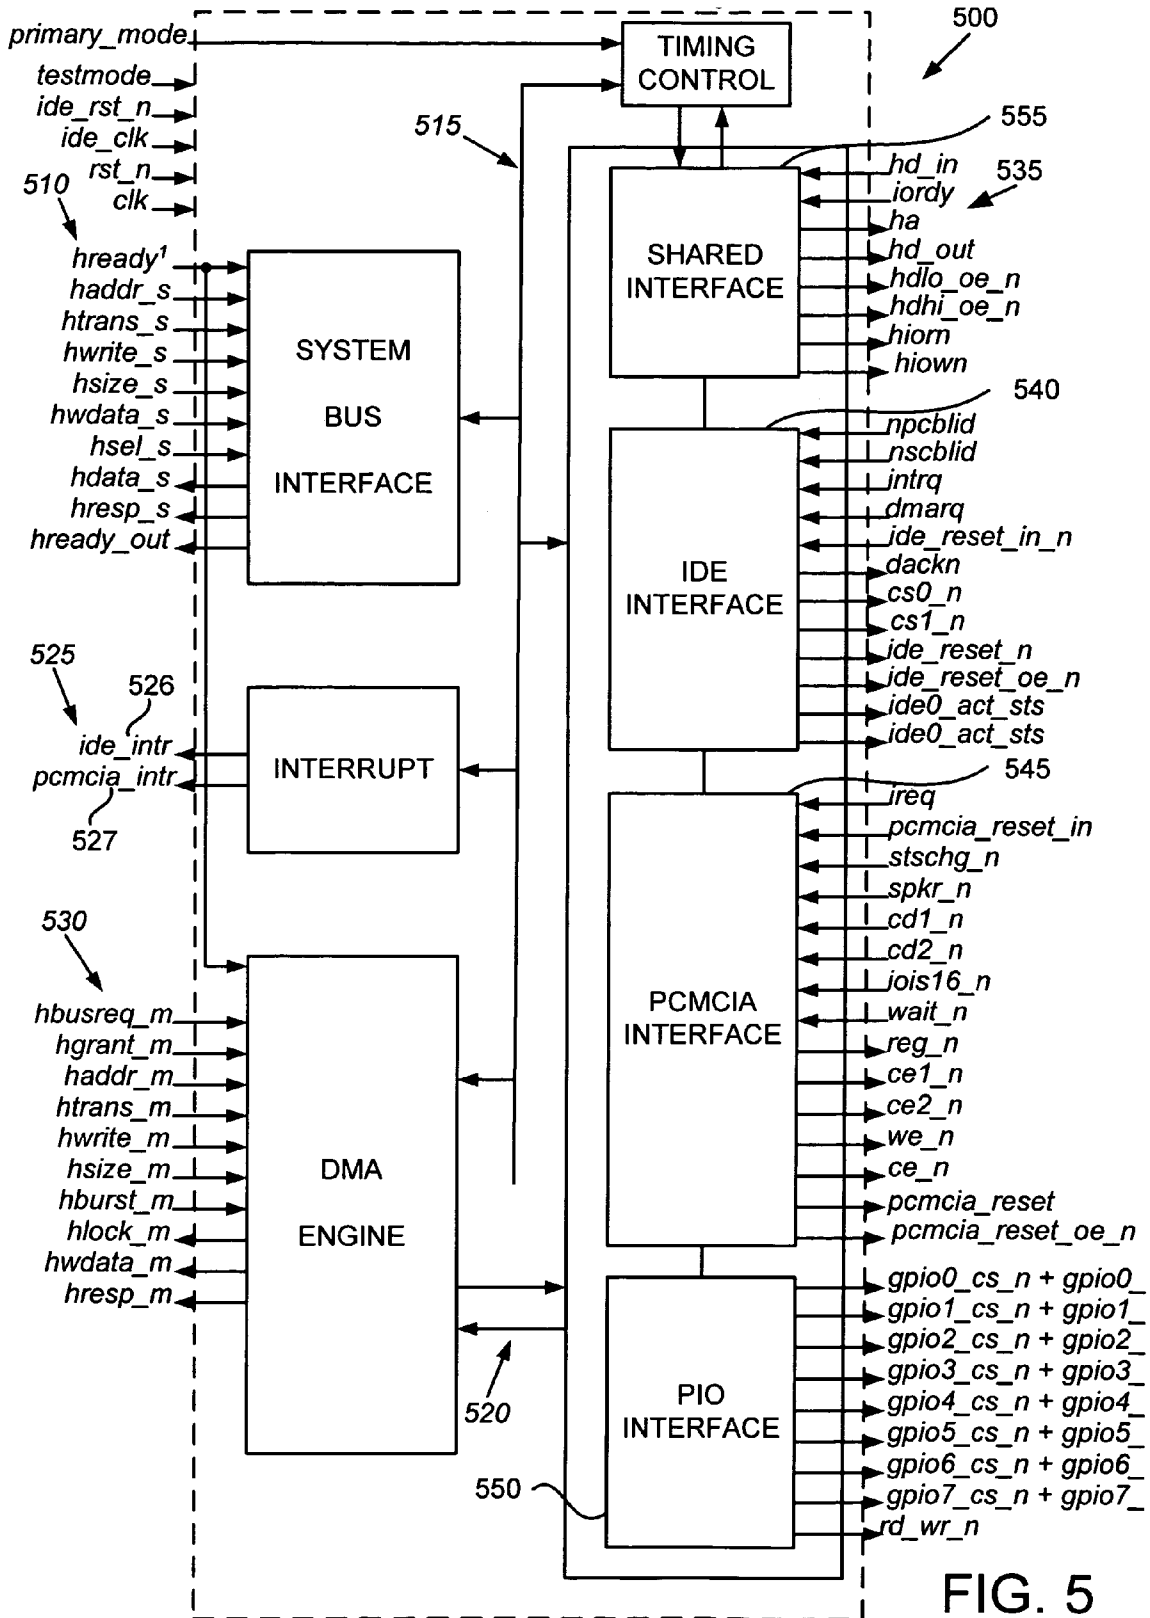 primary_mode
testmode
ide_rst_n
ide_clk
rst_n
clk
510
hready¹
haddr_s
htrans_s
hwrite_s
hsize_s
hwdata_s
hsel_s
hdata_s
hresp_s
hready_out
525
526
ide_intr
pcmcia_intr
527
530
hbusreq_m
hgrant_m
haddr_m
htrans_m
hwrite_m
hsize_m
hburst_m
hlock_m
hwdata_m
hresp_m
SYSTEM
BUS
INTERFACE
INTERRUPT
DMA
ENGINE
515
520
TIMING
CONTROL
500
555
SHARED
INTERFACE
hd_in
535
iordy
ha
hd_out
hdlo_oe_n
hdhi_oe_n
hiorn
hiown
540
IDE
INTERFACE
npcblid
nscblid
intrq
dmarq
ide_reset_in_n
dackn
cs0_n
cs1_n
ide_reset_n
ide_reset_oe_n
ide0_act_sts
ide0_act_sts
545
PCMCIA
INTERFACE
ireq
pcmcia_reset_in
stschg_n
spkr_n
cd1_n
cd2_n
iois16_n
wait_n
reg_n
ce1_n
ce2_n
we_n
ce_n
pcmcia_reset
pcmcia_reset_oe_n
PIO
INTERFACE
550
gpio0_cs_n + gpio0_
gpio1_cs_n + gpio1_
gpio2_cs_n + gpio2_
gpio3_cs_n + gpio3_
gpio4_cs_n + gpio4_
gpio5_cs_n + gpio5_
gpio6_cs_n + gpio6_
gpio7_cs_n + gpio7_
rd_wr_n
FIG. 5